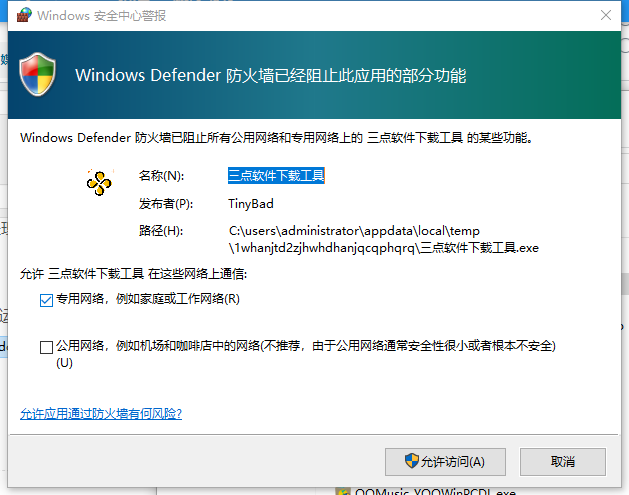 Windows 安全中心警报
Windows Defender 防火墙已经阻止此应用的部分功能
Windows Defender 防火墙已阻止所有公用网络和专用网络上的 三点软件下载工具 的某些功能。
名称(N): 三点软件下载工具
发布者(P): TinyBad
路径(H): C:\users\administrator\appdata\local\temp
\1whanjtd2zjhwhdhanjqcqphqrq\三点软件下载工具.exe
允许 三点软件下载工具 在这些网络上通信:
专用网络，例如家庭或工作网络(R)
公用网络，例如机场和咖啡店中的网络(不推荐，由于公用网络通常安全性很小或者根本不安全)
(U)
允许应用通过防火墙有何风险?
允许访问(A) 取消